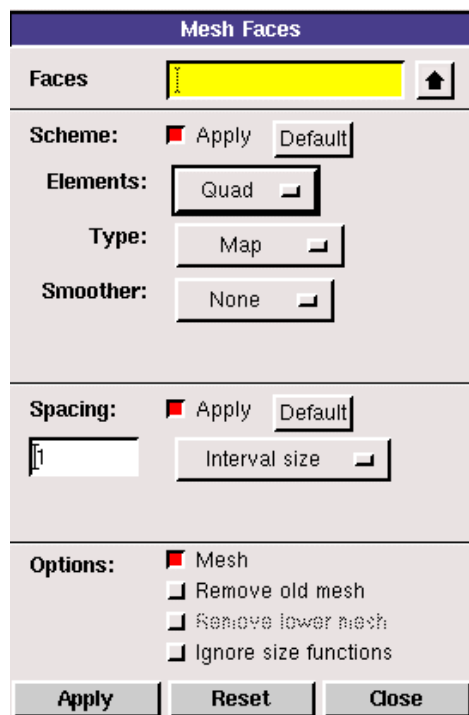 Mesh Faces
Faces
Scheme: Apply Default
Elements: Quad
Type: Map
Smoother: None
Spacing: Apply Default
1 Interval size
Options: Mesh
Remove old mesh
Remove lower mesh
Ignore size functions
Apply Reset Close